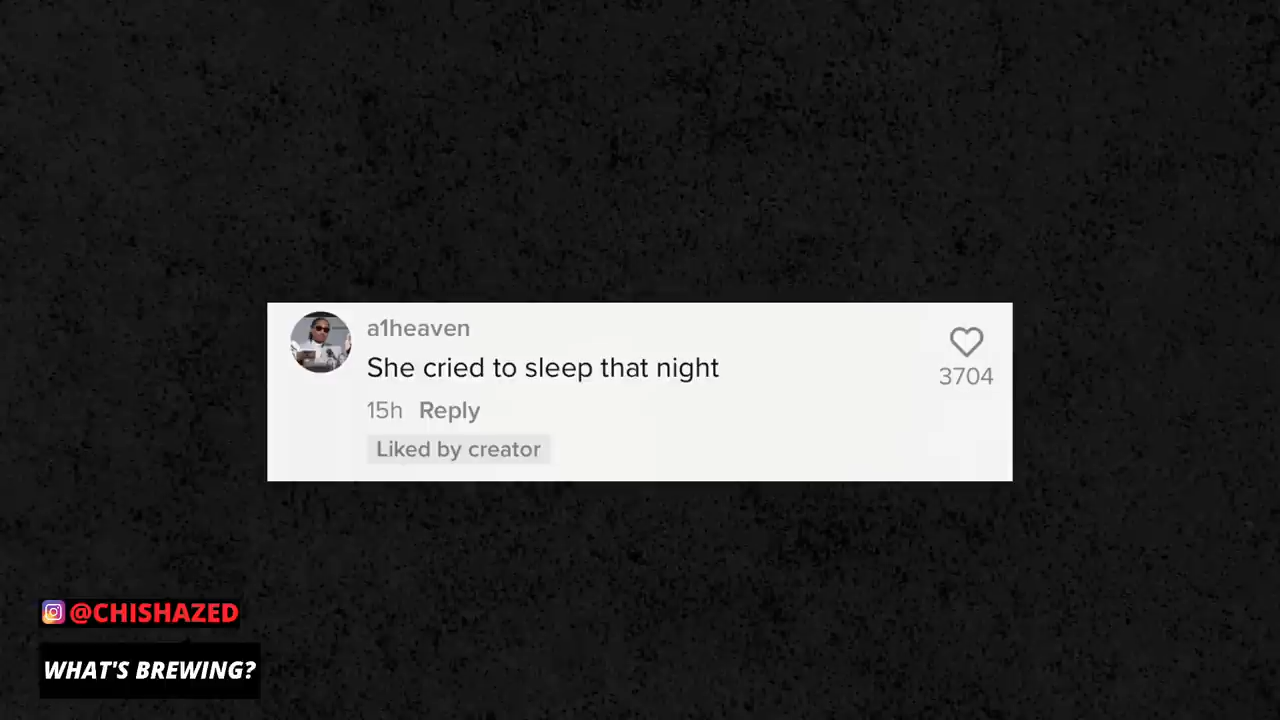 a1heaven
She cried to sleep that night
3704
15h Reply
Liked by creator
@CHISHAZED
WHAT'S BREWING?